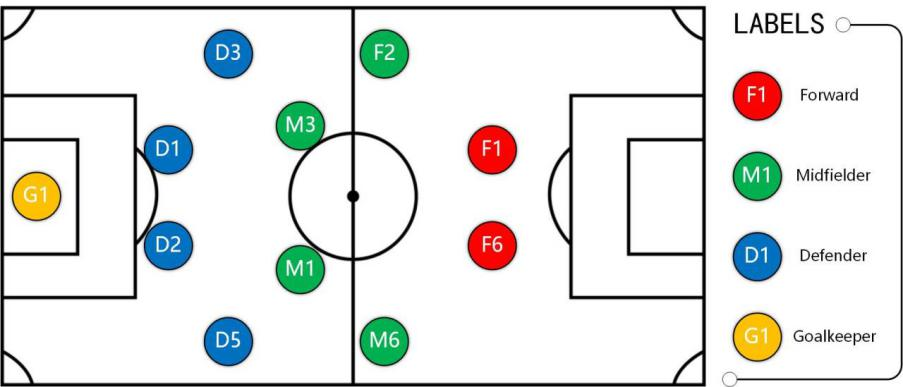 D3
F2
M3
D1
F1
G1
D2
F6
M1
D5
M6
LABELS
F1 Forward
M1 Midfielder
D1 Defender
G1 Goalkeeper